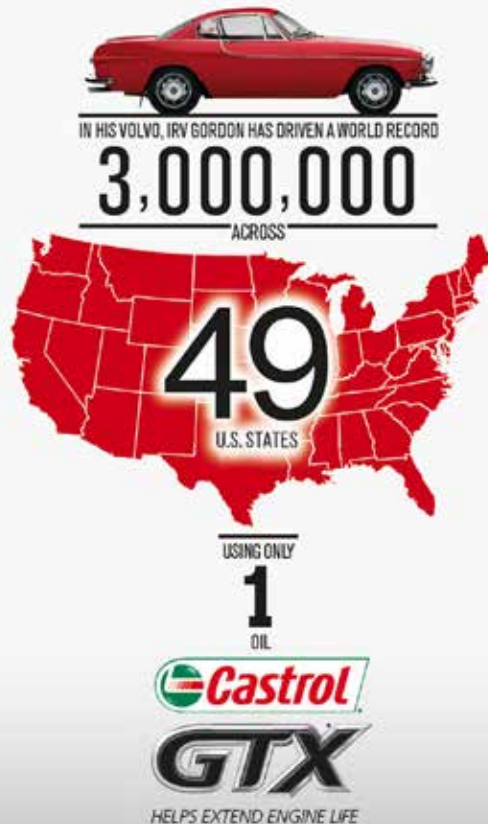 IN HIS VOLVO, IRV GORDON HAS DRIVEN A WORLD RECORD
3,000,000
ACROSS
49
U.S. STATES
USING ONLY
1
OIL
Castrol
GTX
HELPS EXTEND ENGINE LIFE